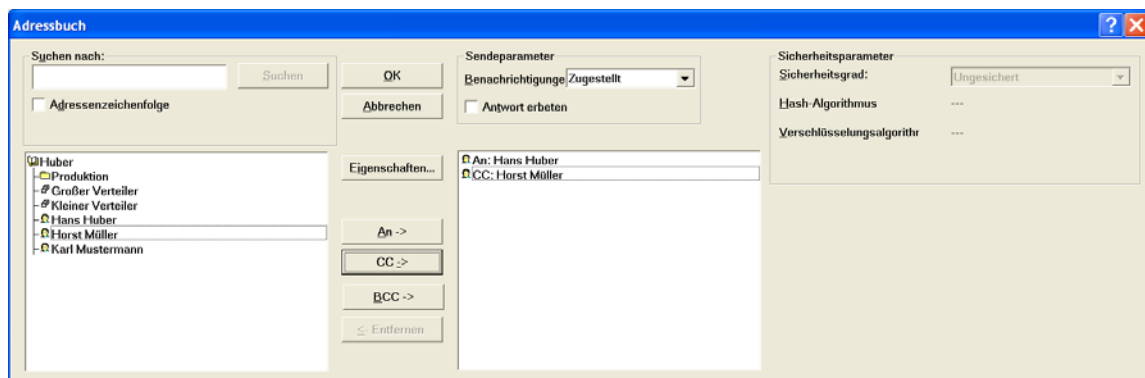 Adressbuch
Suchen nach:
Suchen
Adressenzeichenfolge
OK
Abbrechen
Sendeparameter
Benachrichtigunge Zugestellt
Antwort erbeten
Sicherheitsparameter
Sicherheitsgrad: Ungesichert
Hash-Algorithmus ---
Verschlüsselungsalgorithr ---
Huber
Produktion
Großer Verteiler
Kleiner Verteiler
Hans Huber
Horst Müller
Karl Mustermann
Eigenschaften...
An ->
CC ->
BCC ->
<- Entfernen
An: Hans Huber
CC: Horst Müller